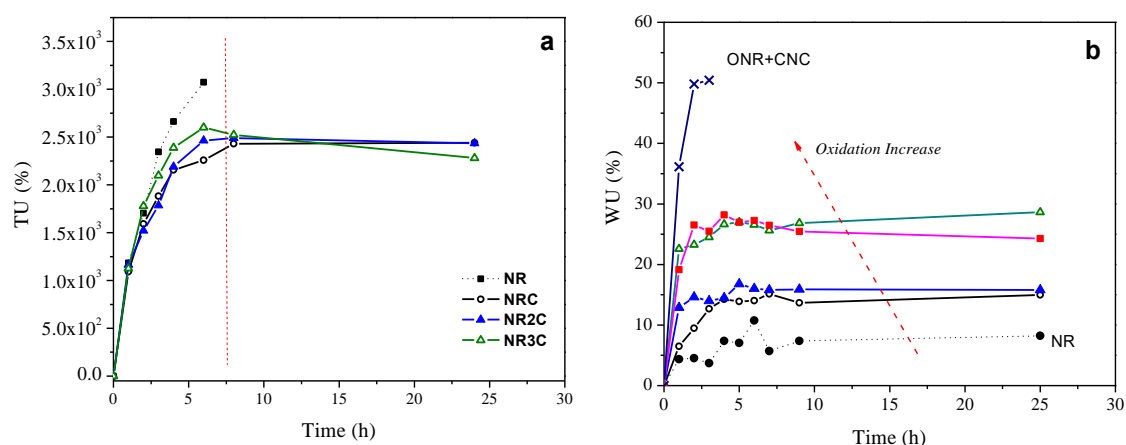 a
TU (%)
3.5x10³
3.0x10³
2.5x10³
2.0x10³
1.5x10³
1.0x10³
5.0x10²
0.0
0 5 10 15 20 25 30
Time (h)
NR
NRC
NR2C
NR3C
b
WU (%)
60
50
40
30
20
10
0
0 5 10 15 20 25 30
Time (h)
ONR+CNC
Oxidation Increase
NR